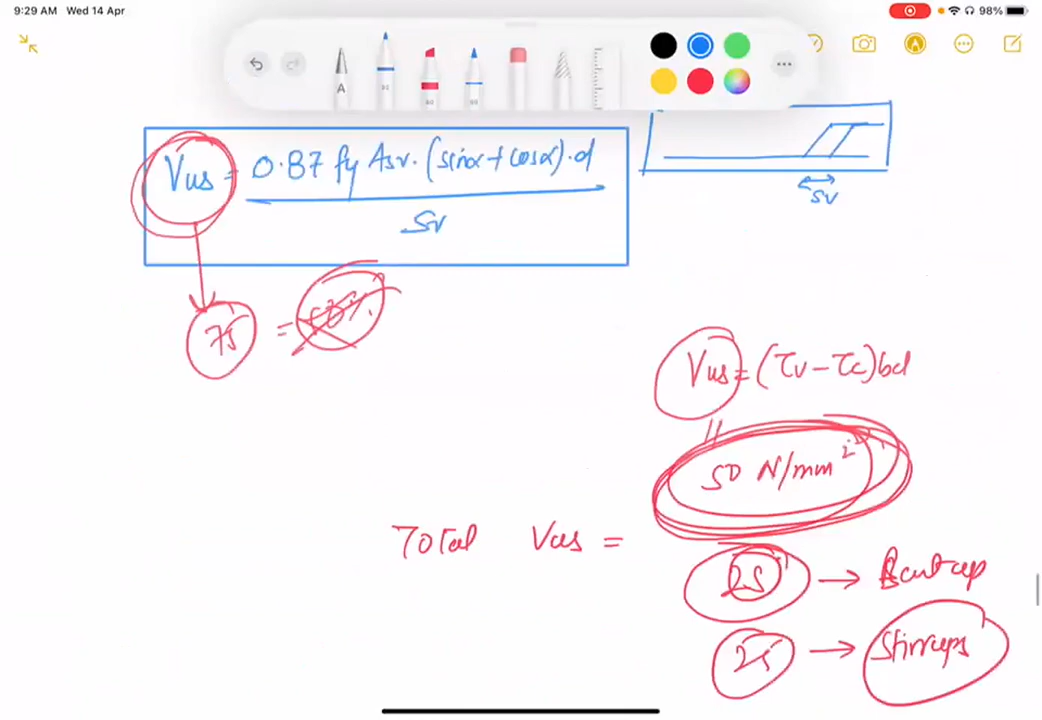 9:29 AM Wed 14 Apr
98%
A
Vus = 0.87 fy Asv. (sinα + cosα).d
Sv
Sv
75 =
Vus = (τv - τc)bd
50 N/mm²
Total Vus =
25 → Bentup
25 → Stirrups